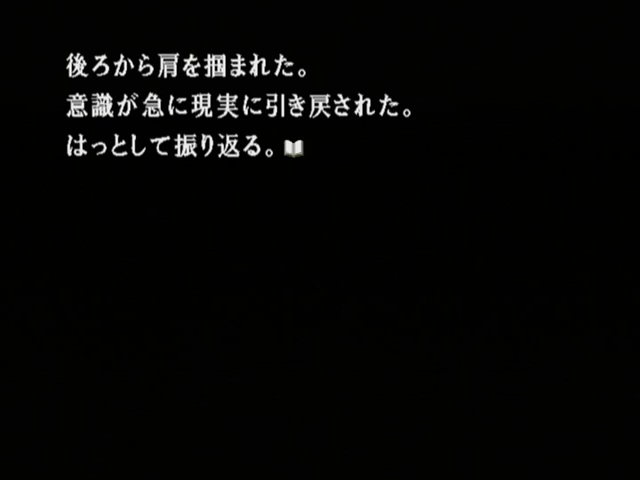 後ろから肩を掴まれた。
意識が急に現実に引き戻された。
はっとして振り返る。